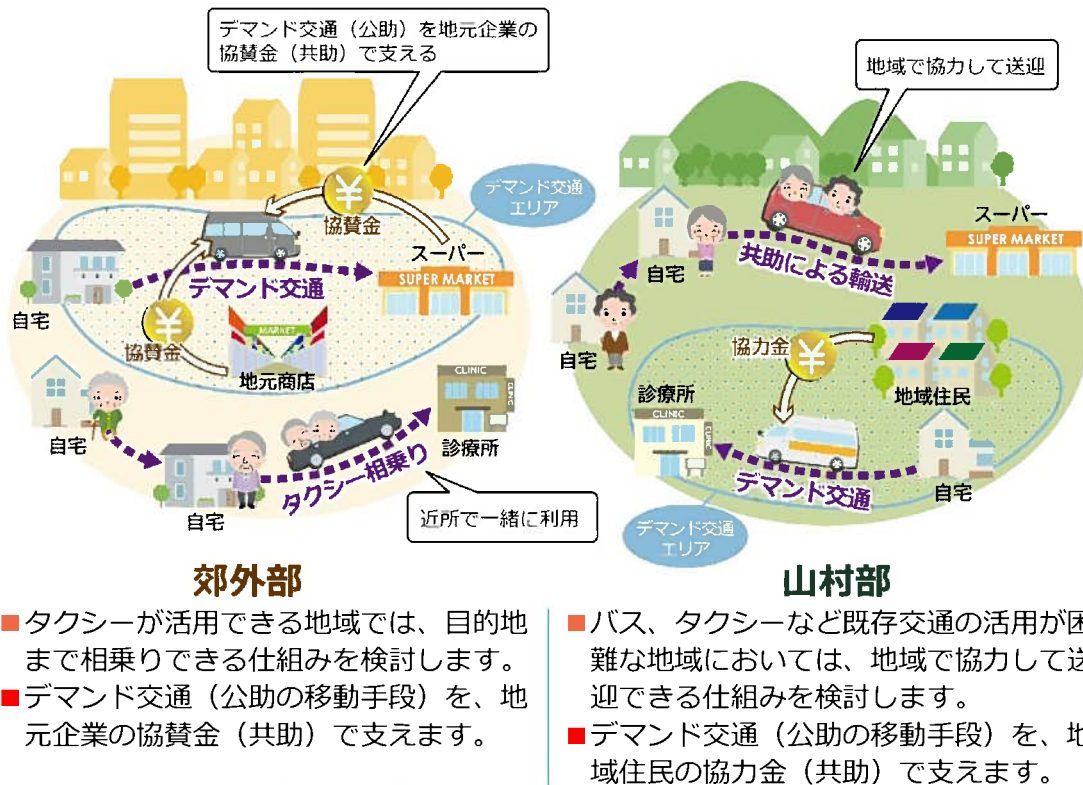 デマンド交通（公助）を地元企業の
協賛金（共助）で支える
地域で協力して送迎
デマンド交通
エリア
協賛金
スーパー
SUPER MARKET
デマンド交通
自宅
協賛金
MARKET
地元商店
自宅
CLINIC
CLINIC
診療所
タクシー相乗り
自宅
近所で一緒に利用
スーパー
SUPER MARKET
自宅
共助による輸送
自宅
協力金
地域住民
診療所
CLINIC
CLINIC
デマンド交通
自宅
デマンド交通
エリア
郊外部
■タクシーが活用できる地域では、目的地
まで相乗りできる仕組みを検討します。
■デマンド交通（公助の移動手段）を、地
元企業の協賛金（共助）で支えます。
山村部
■バス、タクシーなど既存交通の活用が困
難な地域においては、地域で協力して送
迎できる仕組みを検討します。
■デマンド交通（公助の移動手段）を、地
域住民の協力金（共助）で支えます。